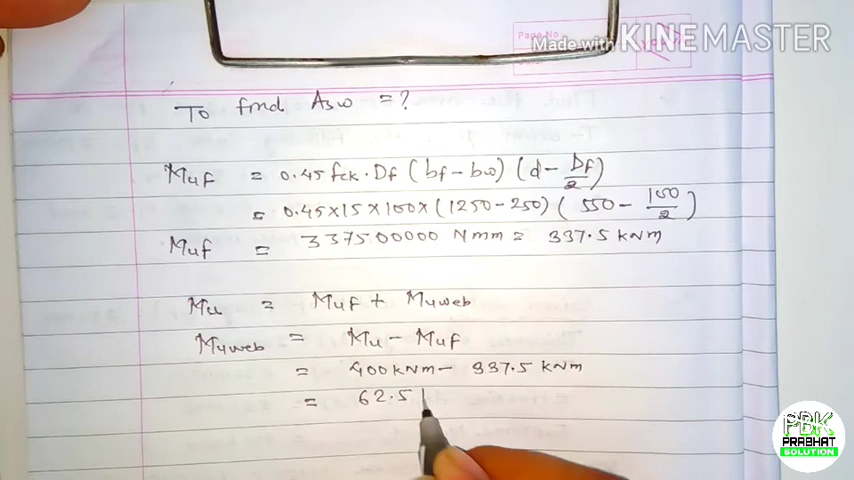 Page No.
Made with KINEMASTER
To find Asw = ?
Muf = 0.45 fck. Df (bf - bw) (d - Df/2)
= 0.45×15×100×(1250-250) (550 - 100/2)
Muf = 337500000 Nmm = 337.5 kNm
Mu = Muf + Muweb
Muweb = Mu - Muf
= 400 kNm - 337.5 kNm
= 62.5
PBK
PRABHAT
SOLUTION